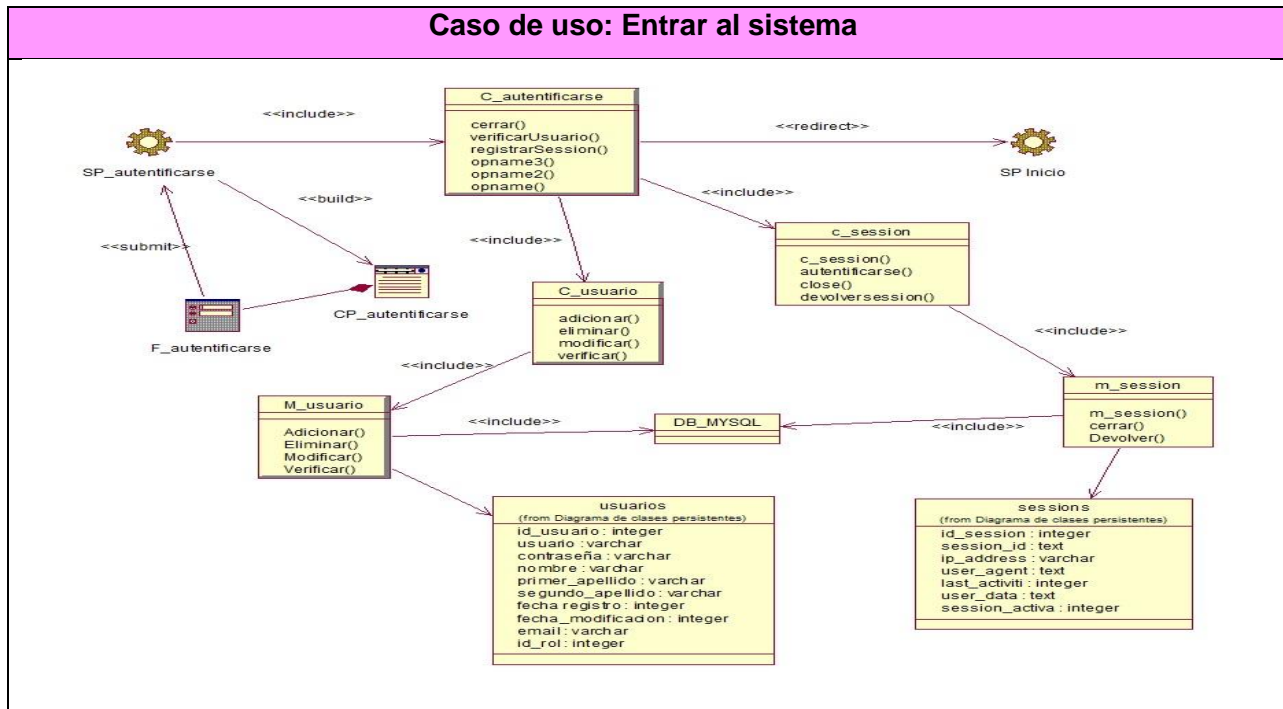 Caso de uso: Entrar al sistema
C_autentificarse
cerrar()
verificarUsuario()
registrarSession()
opname3()
opname2()
opname()
<<include>>
<<redirect>>
SP_autentificarse
SP Inicio
<<build>>
<<include>>
<<submit>>
<<include>>
c_session
c_session()
autentificarse()
close()
devolversession()
CP_autentificarse
F_autentificarse
C_usuario
adicionar()
eliminar()
modificar()
verificar()
<<include>>
<<include>>
M_usuario
Adicionar()
Eliminar()
Modificar()
Verificar()
<<include>>
DB_MYSQL
<<include>>
m_session
m_session()
cerrar()
Devolver()
usuarios
(from Diagrama de clases persistentes)
id_usuario : integer
usuario : varchar
contraseña : varchar
nombre : varchar
primer_apellido : varchar
segundo_apellido : varchar
fecha registro : integer
fecha_modificacion : integer
email : varchar
id_rol : integer
sessions
(from Diagrama de clases persistentes)
id_session : integer
session_id : text
ip_address : varchar
user_agent : text
last_activiti : integer
user_data : text
session_activa : integer